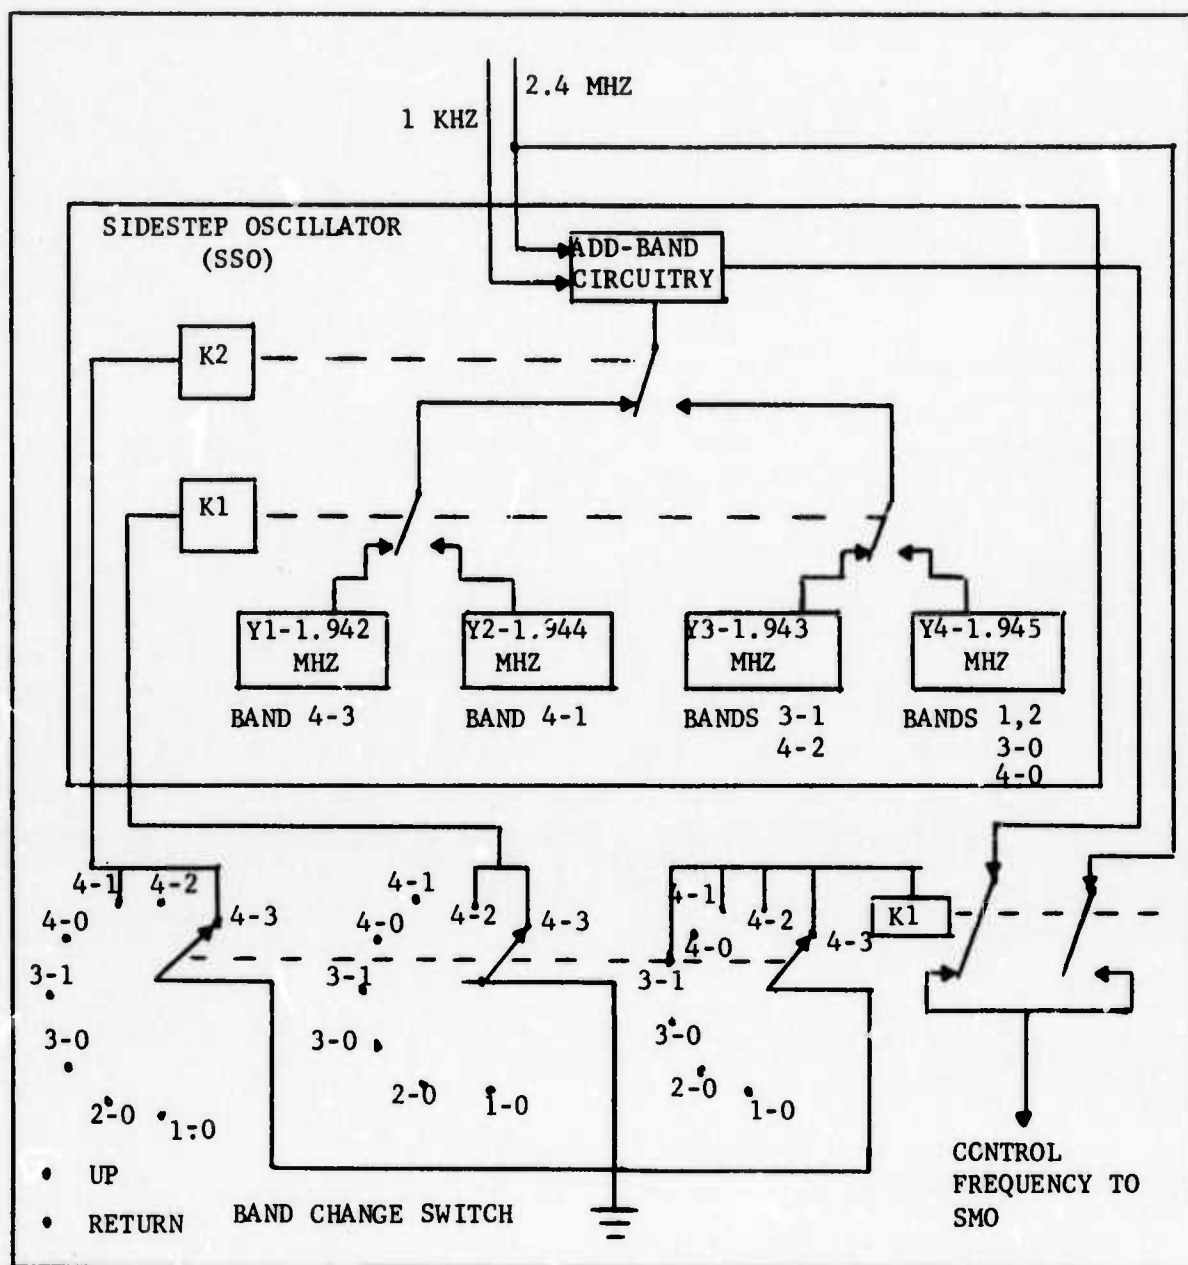 2.4 MHZ
1 KHZ
SIDESTEP OSCILLATOR
(SSO)
ADD-BAND
CIRCUITRY
K2
K1
Y1-1.942
MHZ
Y2-1.944
MHZ
Y3-1.943
MHZ
Y4-1.945
MHZ
BAND 4-3
BAND 4-1
BANDS 3-1
4-2
BANDS 1,2
3-0
4-0
4-1
4-2
4-0
4-3
3-1
3-0
2-0
1-0
4-1
4-2
4-0
4-3
3-1
3-0
2-0
1-0
4-1
4-2
4-0
4-3
3-1
3-0
2-0
1-0
K1
• UP
• RETURN
BAND CHANGE SWITCH
CCNTROL
FREQUENCY TO
SMO